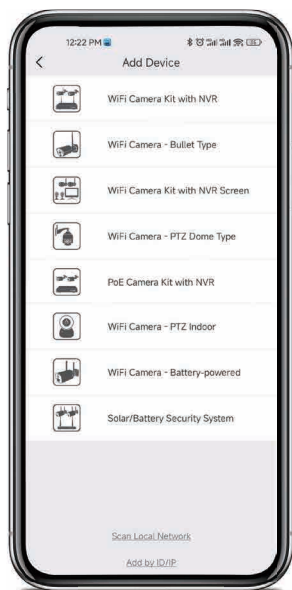 12:22 PM
Add Device
WiFi Camera Kit with NVR
WiFi Camera - Bullet Type
WiFi Camera Kit with NVR Screen
WiFi Camera - PTZ Dome Type
PoE Camera Kit with NVR
WiFi Camera - PTZ Indoor
WiFi Camera - Battery-powered
Solar/Battery Security System
Scan Local Network
Add by ID/IP